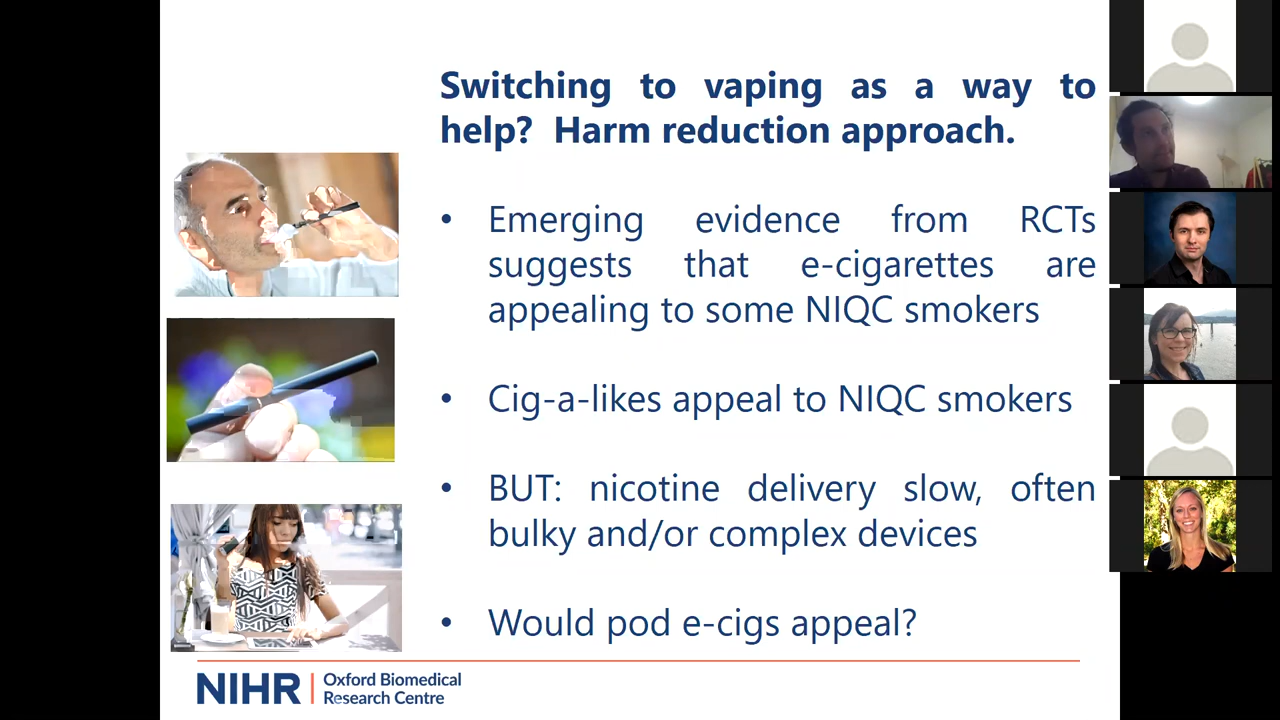 Switching to vaping as a way to
help? Harm reduction approach.
• Emerging evidence from RCTs
suggests that e-cigarettes are
appealing to some NIQC smokers
• Cig-a-likes appeal to NIQC smokers
• BUT: nicotine delivery slow, often
bulky and/or complex devices
• Would pod e-cigs appeal?
NIHR | Oxford Biomedical
Research Centre